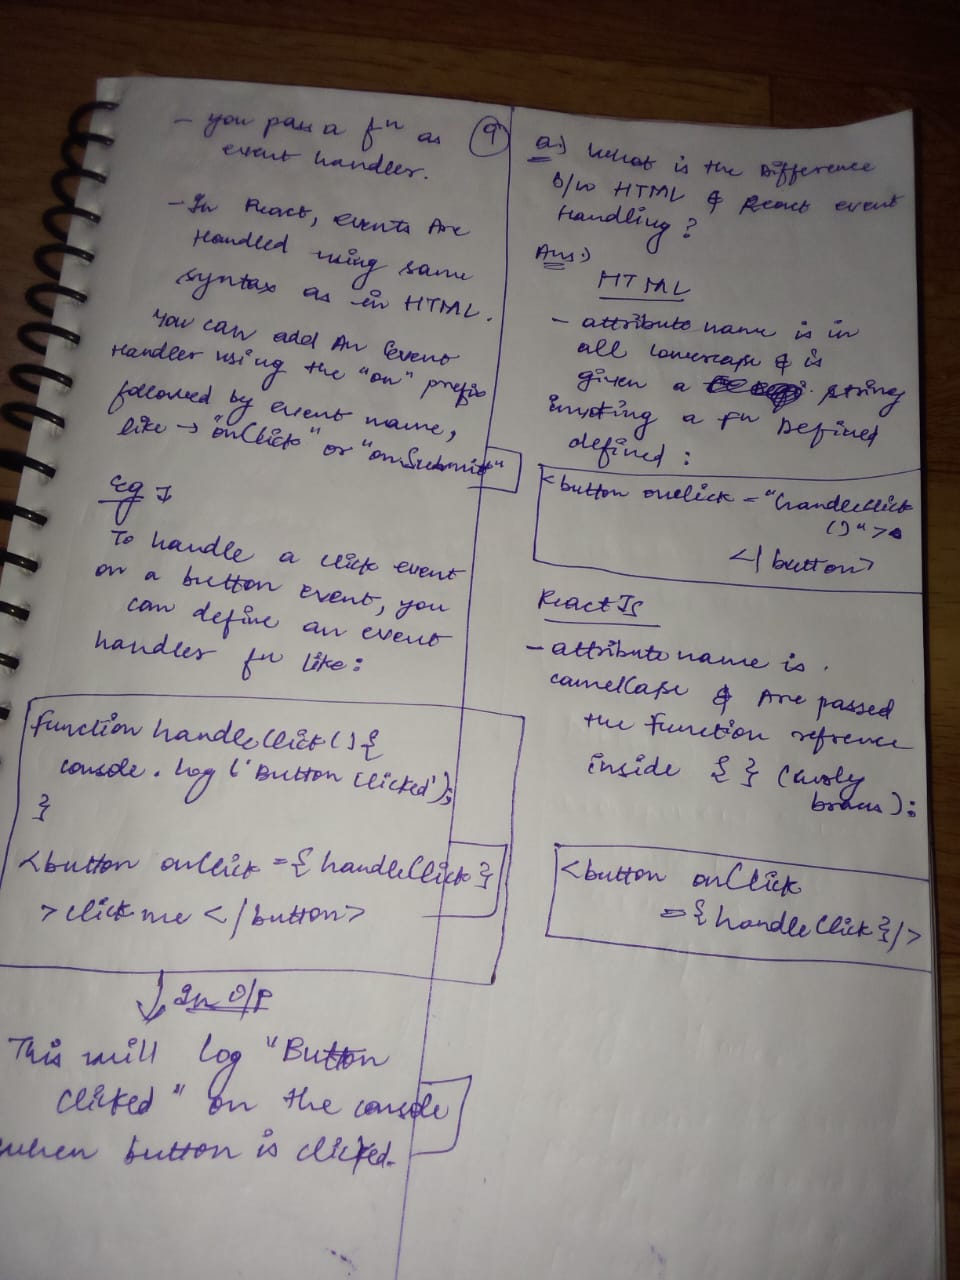 - you pass a fn as
event handler.
- In React, events Are
Handled using same
syntax as in HTML.
You can add An Event
Handler using the "on" prefix
followed by event name,
like → "onClick" or "onSubmit"
Eg :
To handle a click event
on a button event, you
can define an event
handler fn like:
function handleClick() {
console.log('Button Clicked');
}
<button onClick = { handleClick }
> Click me </button>
In O/P
This will log "Button
Clicked" on the console
when button is clicked.
9
Q.) What is the Difference
b/w HTML & React event
Handling?
Ans:)
HTML
- attribute name is in
all lowercase & is
given a string
a fn Defined
defined :
<button onclick = "handleClick
()">
</button>
React JS
- attribute name is
camelCase & Are passed
the function refrence
inside { } (curly
braces):
<button onClick
= { handleClick } />